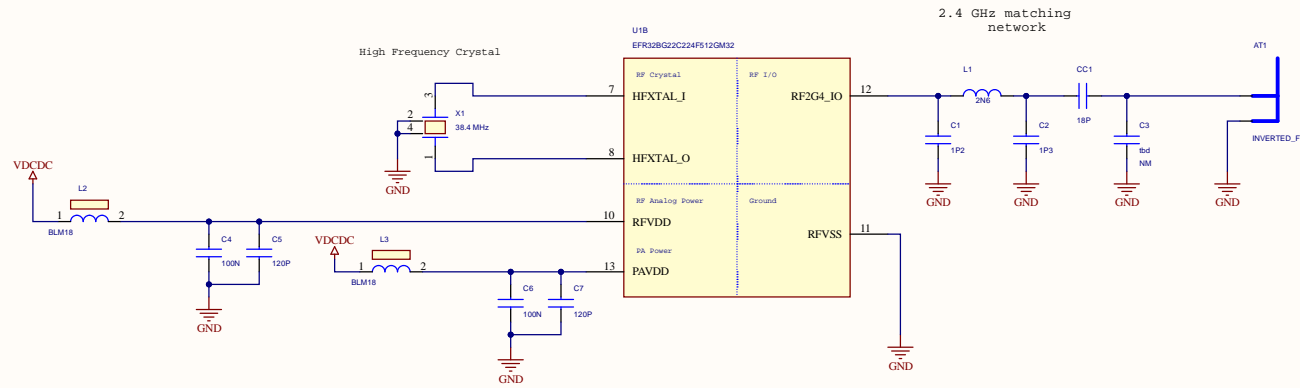 2.4 GHz matching
network
U1B
EFR32BG22C224F512GM32
AT1
High Frequency Crystal
RF Crystal
RF I/O
L1
CC1
7
HFXTAL_I
RF2G4_IO
12
3
2N6
2
X1
18P
4
38.4 MHz
C1
C2
C3
1P2
1P3
tbd
INVERTED_F
NM
1
8
HFXTAL_O
VDCDC
GND
GND
GND
GND
GND
L2
RF Analog Power
Ground
1
2
10
RFVDD
BLM18
RFVSS
11
C4
C5
VDCDC
L3
100N
120P
PA Power
1
2
13
PAVDD
BLM18
C6
C7
100N
120P
GND
GND
GND